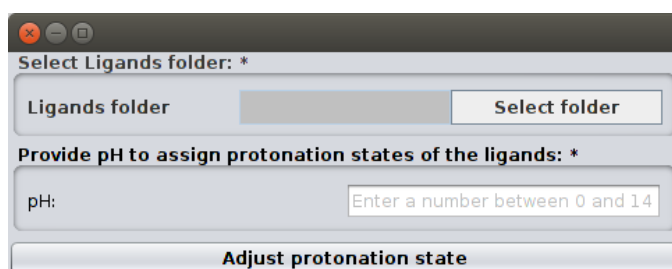 Select Ligands folder: *
Ligands folder Select folder
Provide pH to assign protonation states of the ligands: *
pH: Enter a number between 0 and 14
Adjust protonation state